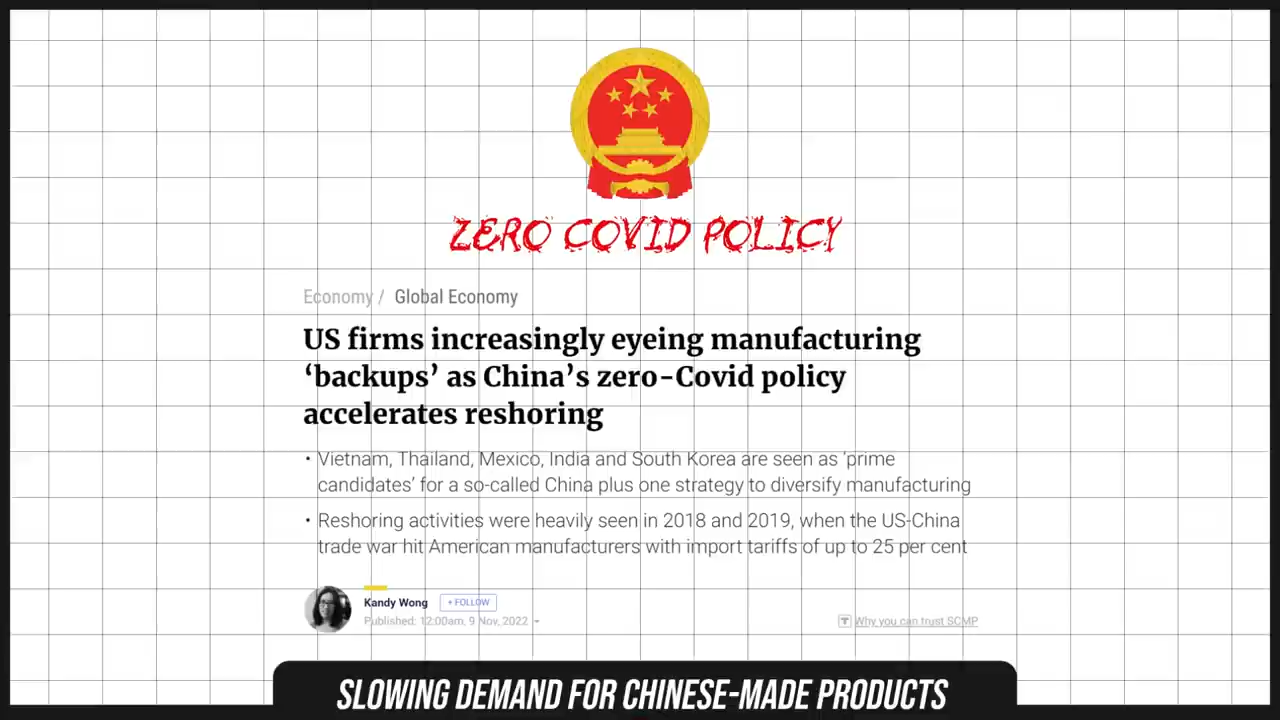 ZERO COVID POLICY
Economy / Global Economy
US firms increasingly eyeing manufacturing
‘backups’ as China’s zero-Covid policy
accelerates reshoring
• Vietnam, Thailand, Mexico, India and South Korea are seen as ‘prime
candidates’ for a so-called China plus one strategy to diversify manufacturing
• Reshoring activities were heavily seen in 2018 and 2019, when the US-China
trade war hit American manufacturers with import tariffs of up to 25 per cent
Kandy Wong + FOLLOW
Published: 12:00am, 9 Nov, 2022
Why you can trust SCMP
SLOWING DEMAND FOR CHINESE-MADE PRODUCTS